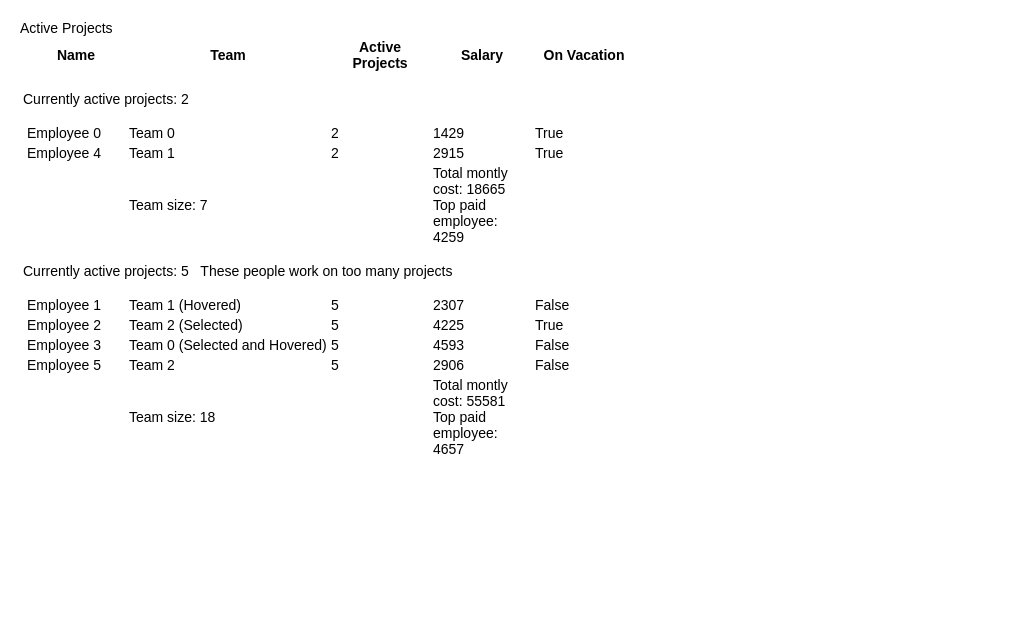 Active Projects
Name Team Active Projects Salary On Vacation
Currently active projects: 2
Employee 0 Team 0 2 1429 True
Employee 4 Team 1 2 2915 True
Team size: 7 Total montly cost: 18665 Top paid employee: 4259
Currently active projects: 5 These people work on too many projects
Employee 1 Team 1 (Hovered) 5 2307 False
Employee 2 Team 2 (Selected) 5 4225 True
Employee 3 Team 0 (Selected and Hovered) 5 4593 False
Employee 5 Team 2 5 2906 False
Team size: 18 Total montly cost: 55581 Top paid employee: 4657